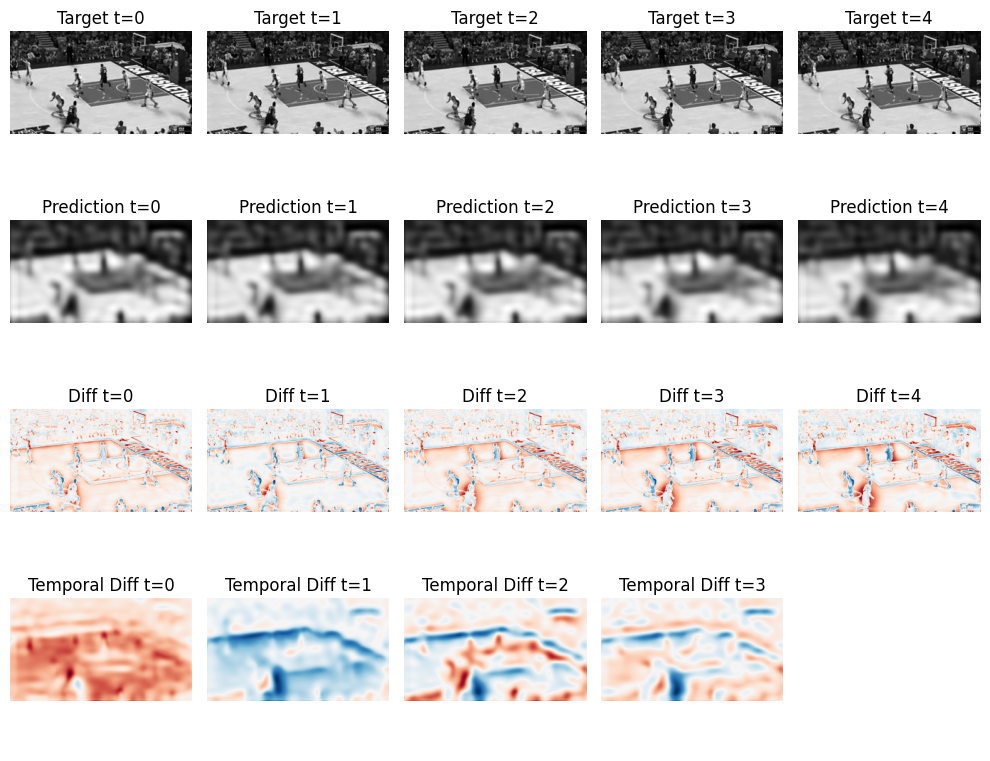 Target t=0
Target t=1
Target t=2
Target t=3
Target t=4
Prediction t=0
Prediction t=1
Prediction t=2
Prediction t=3
Prediction t=4
Diff t=0
Diff t=1
Diff t=2
Diff t=3
Diff t=4
Temporal Diff t=0
Temporal Diff t=1
Temporal Diff t=2
Temporal Diff t=3